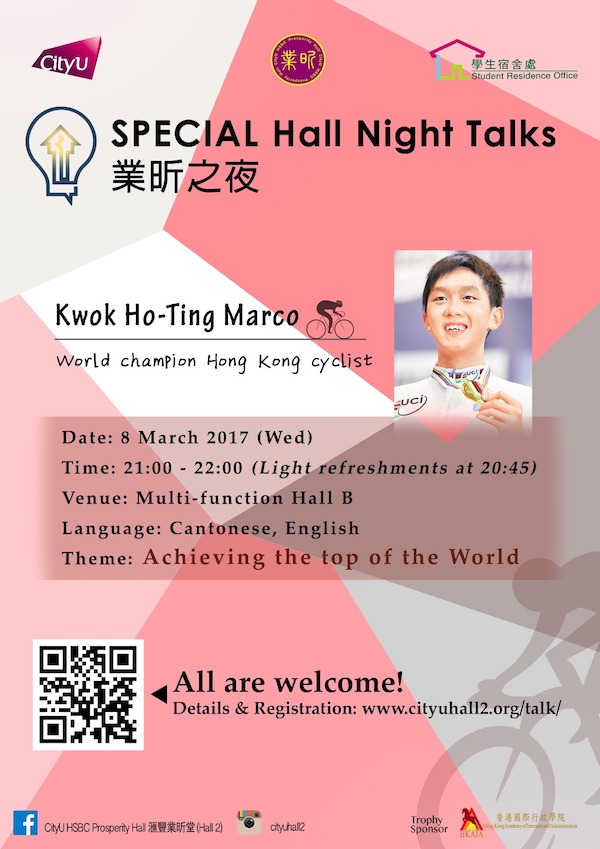 CityU
業昕
學生宿舍處
Student Residence Office
SPECIAL Hall Night Talks
業昕之夜
Kwok Ho-Ting Marco
World champion Hong Kong cyclist
UCI
Date: 8 March 2017 (Wed)
Time: 21:00 - 22:00 (Light refreshments at 20:45)
Venue: Multi-function Hall B
Language: Cantonese, English
Theme: Achieving the top of the World
All are welcome!
Details & Registration: www.cityuhall2.org/talk/
CityU HSBC Prosperity Hall 滙豐業昕堂 (Hall 2)
cityuhall2
Trophy
Sponsor
HKAIA
香港國際行政學院
Hong Kong Academy of International Administration